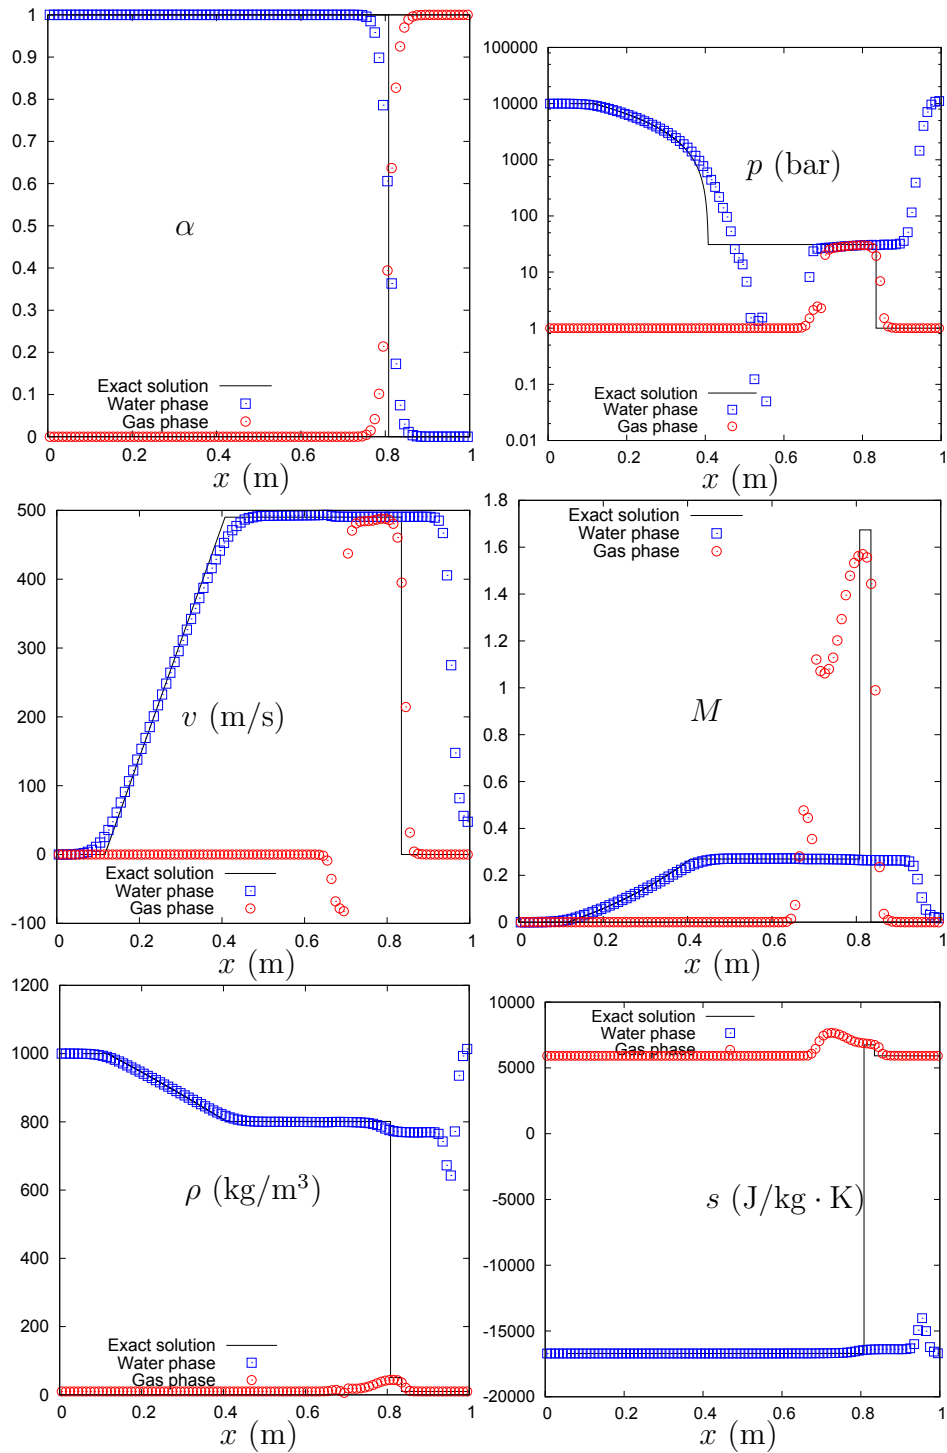 1
0.9
0.8
0.7
0.6
0.5
0.4
0.3
0.2
0.1
0
α
Exact solution
Water phase
Gas phase
0 0.2 0.4 0.6 0.8 1
x (m)
100000
10000
1000
100
10
1
0.1
0.01
p (bar)
Exact solution
Water phase
Gas phase
0 0.2 0.4 0.6 0.8 1
x (m)
500
400
300
200
100
0
-100
v (m/s)
Exact solution
Water phase
Gas phase
0 0.2 0.4 0.6 0.8 1
x (m)
1.8
1.6
1.4
1.2
1
0.8
0.6
0.4
0.2
0
Exact solution
Water phase
Gas phase
M
0 0.2 0.4 0.6 0.8 1
x (m)
1200
1000
800
600
400
200
0
ρ (kg/m³)
Exact solution
Water phase
Gas phase
0 0.2 0.4 0.6 0.8 1
x (m)
10000
5000
0
-5000
-10000
-15000
-20000
Exact solution
Water phase
Gas phase
s (J/kg · K)
0 0.2 0.4 0.6 0.8 1
x (m)